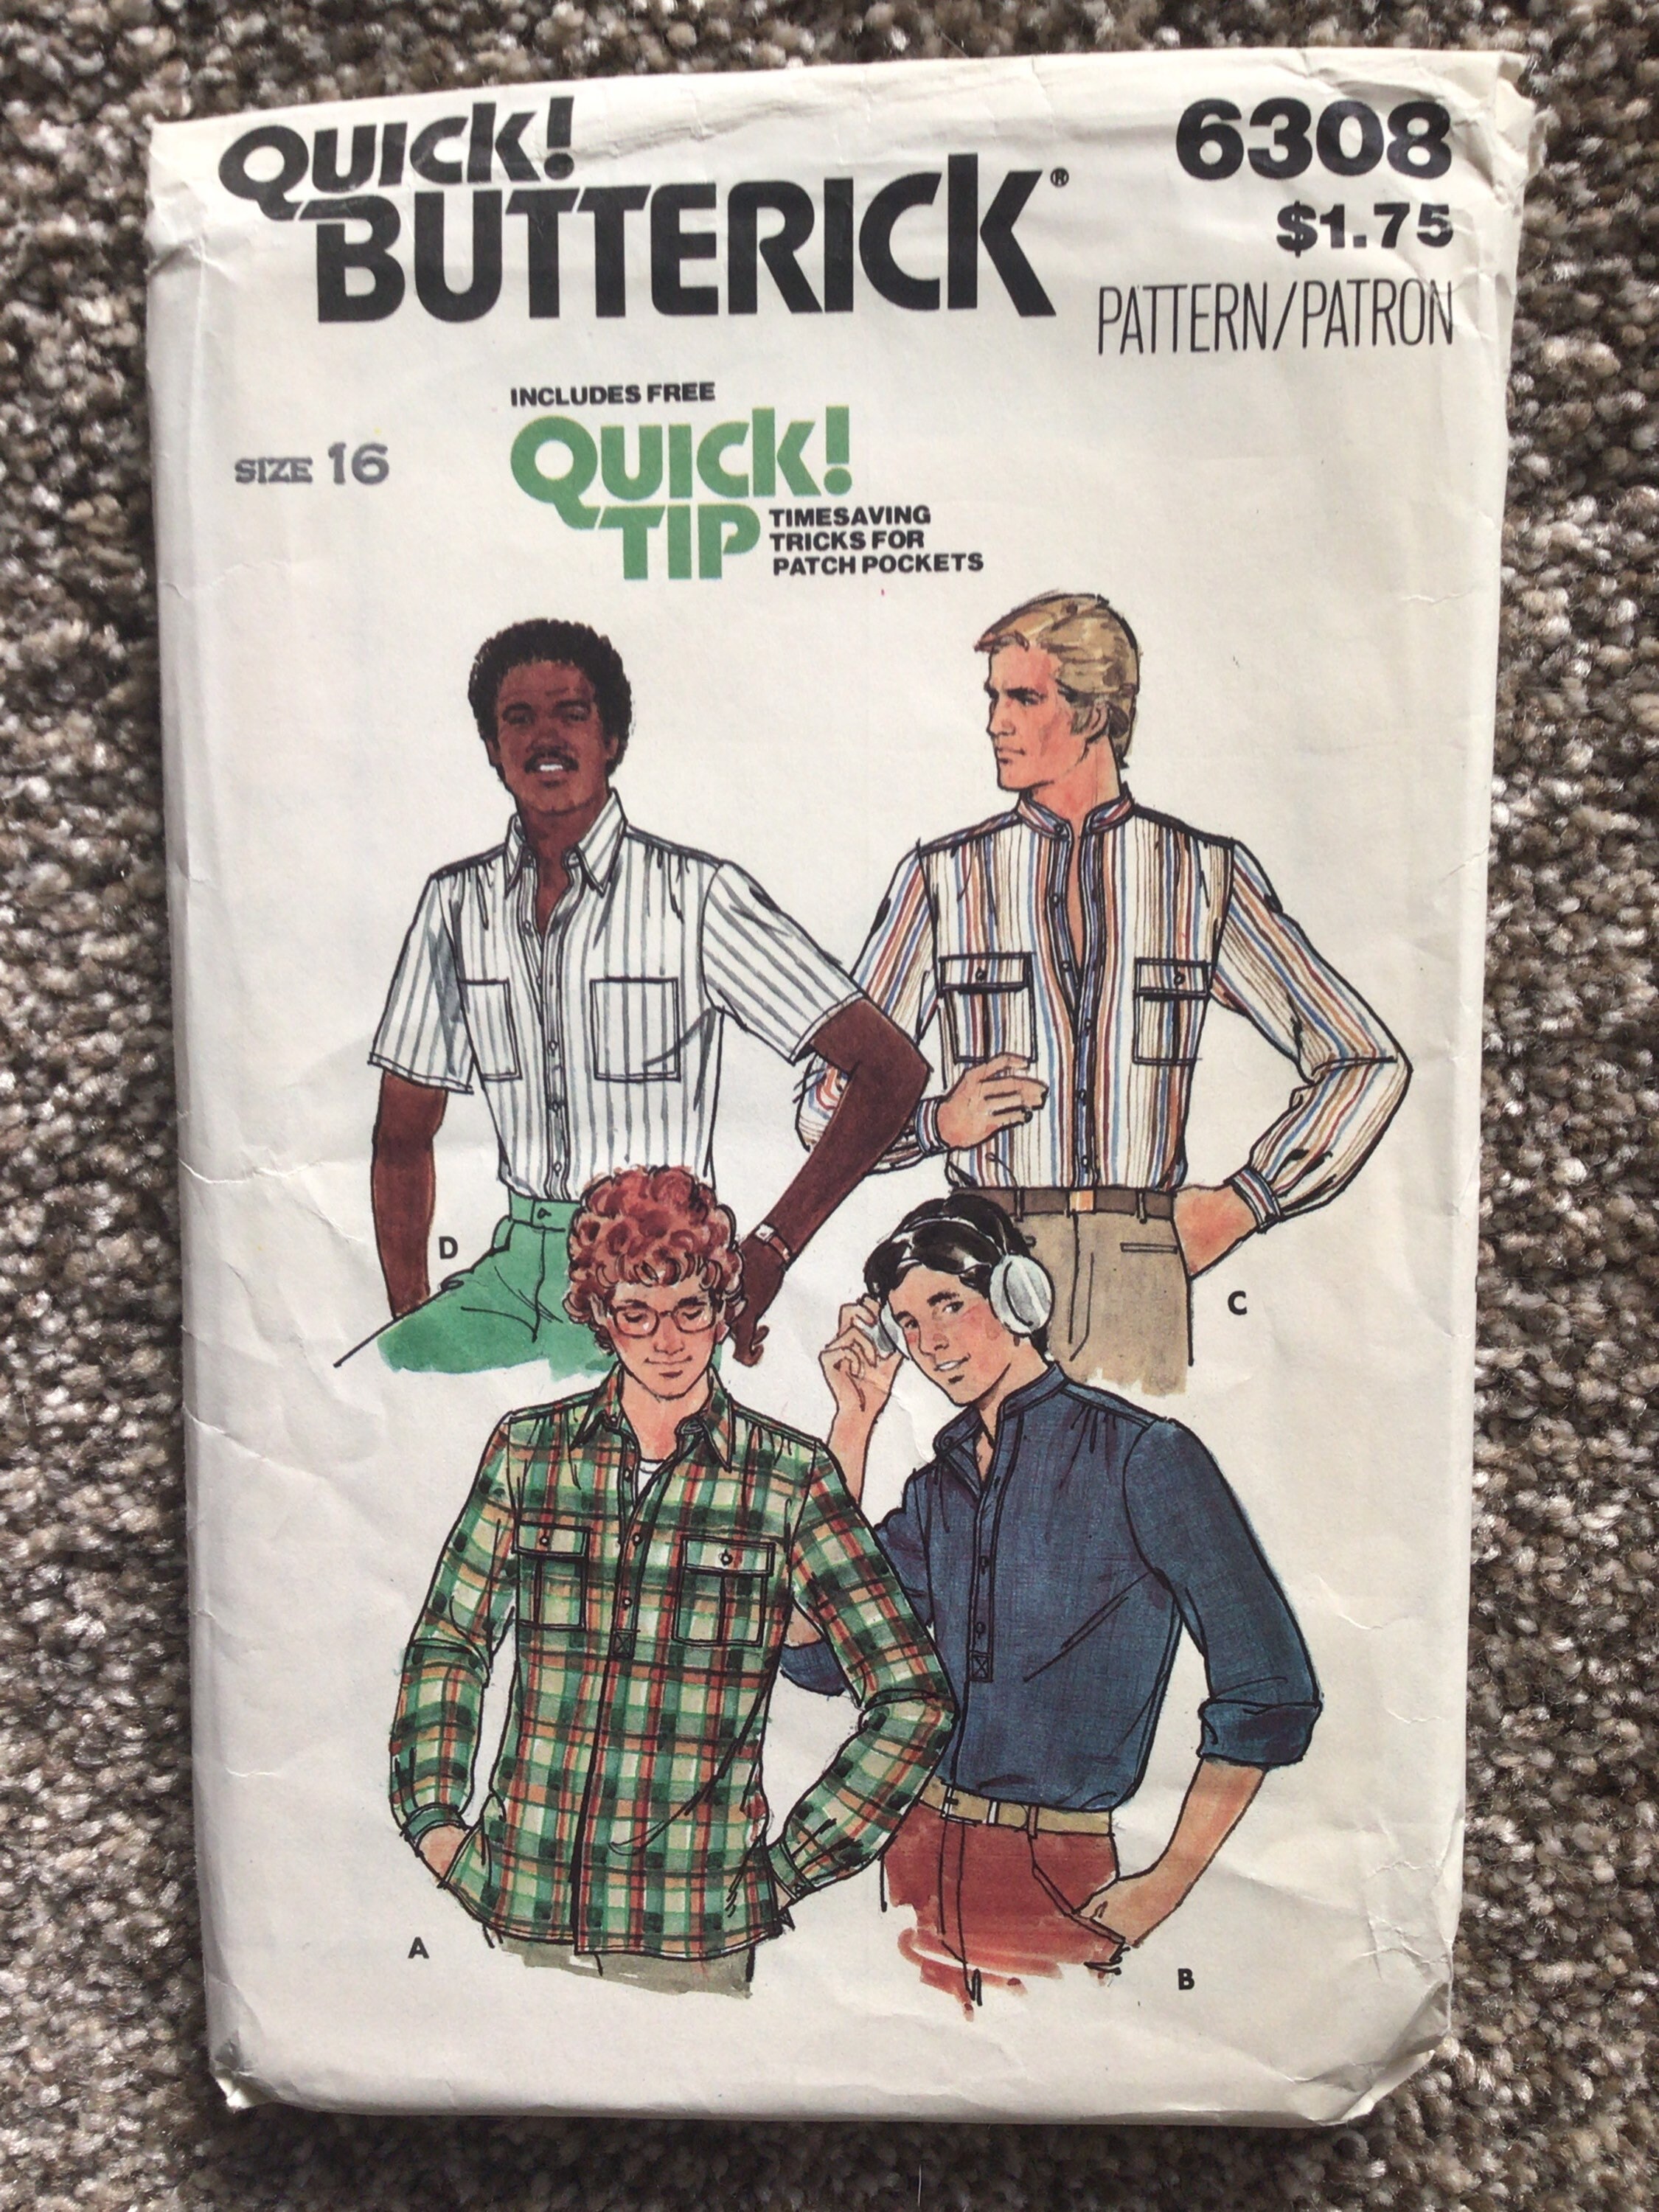 QUICK!
BUTTERICK®
6308
$1.75
PATTERN/PATRON
INCLUDES FREE
QUICK!
TIP
TIMESAVING
TRICKS FOR
PATCH POCKETS
SIZE 16
D
C
A
B